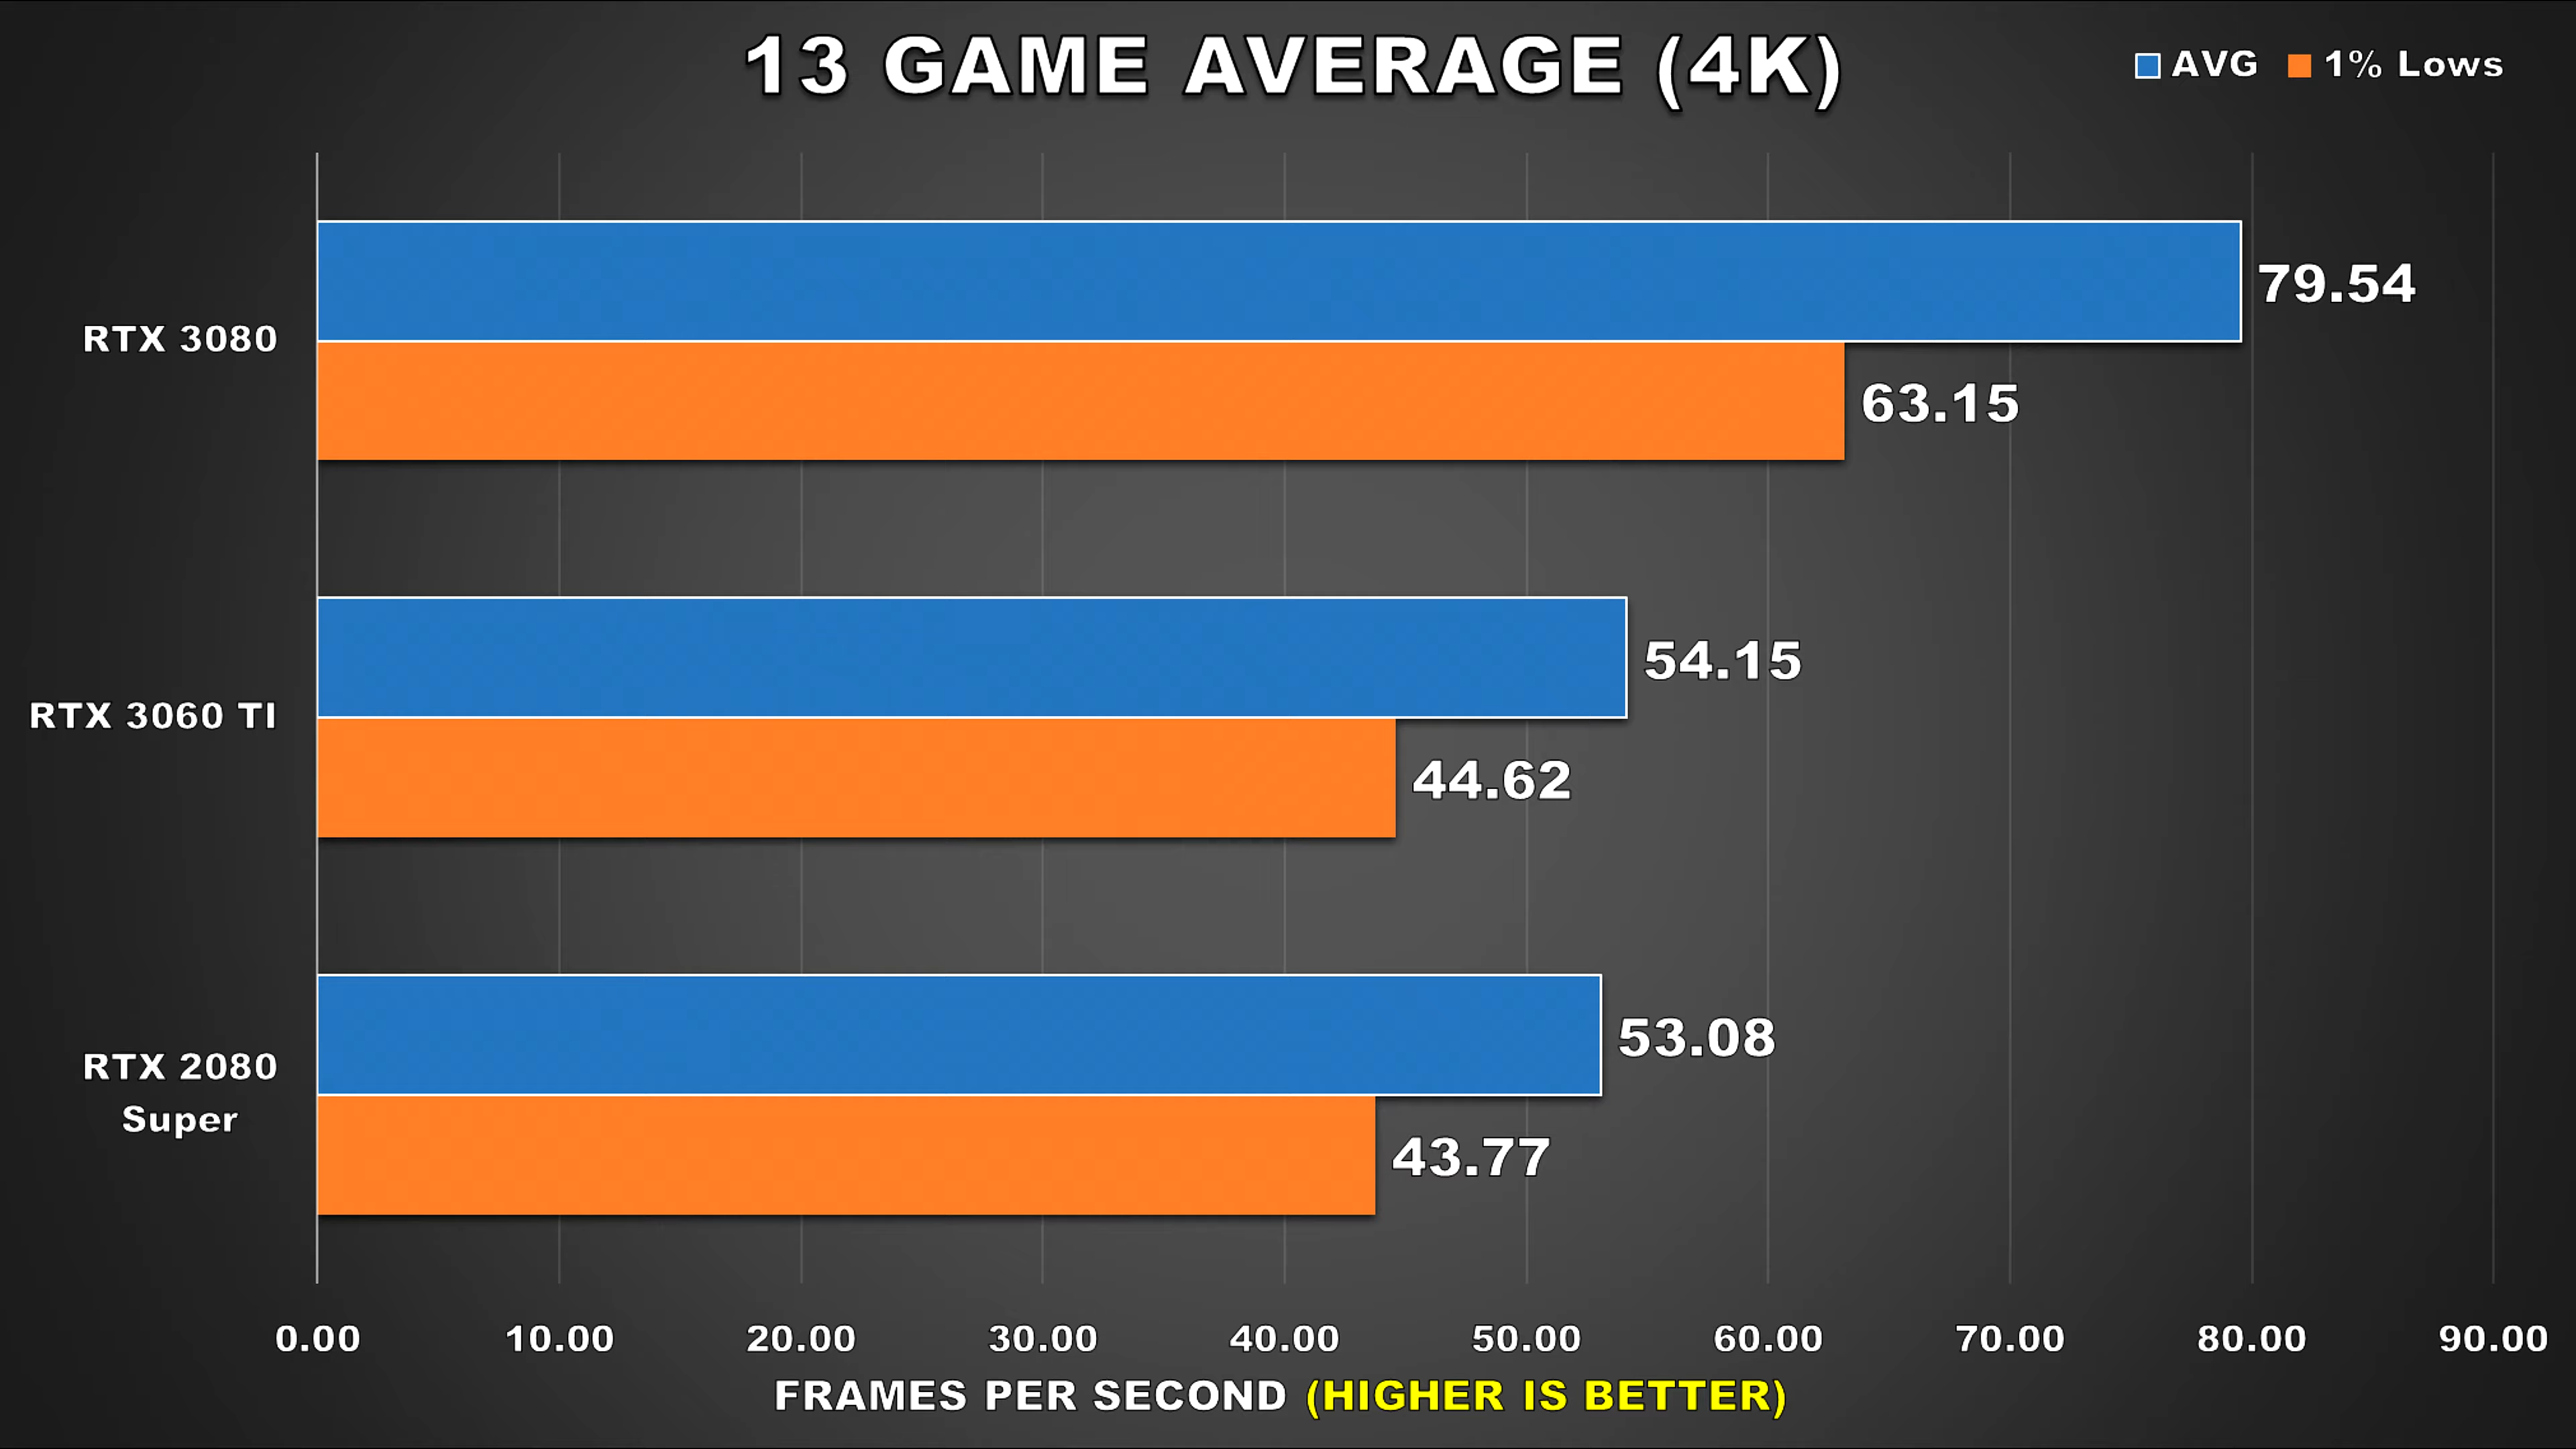 13 GAME AVERAGE (4K)
AVG 1% Lows
RTX 3080
79.54
63.15
RTX 3060 TI
54.15
44.62
RTX 2080
Super
53.08
43.77
0.00 10.00 20.00 30.00 40.00 50.00 60.00 70.00 80.00 90.00
FRAMES PER SECOND (HIGHER IS BETTER)